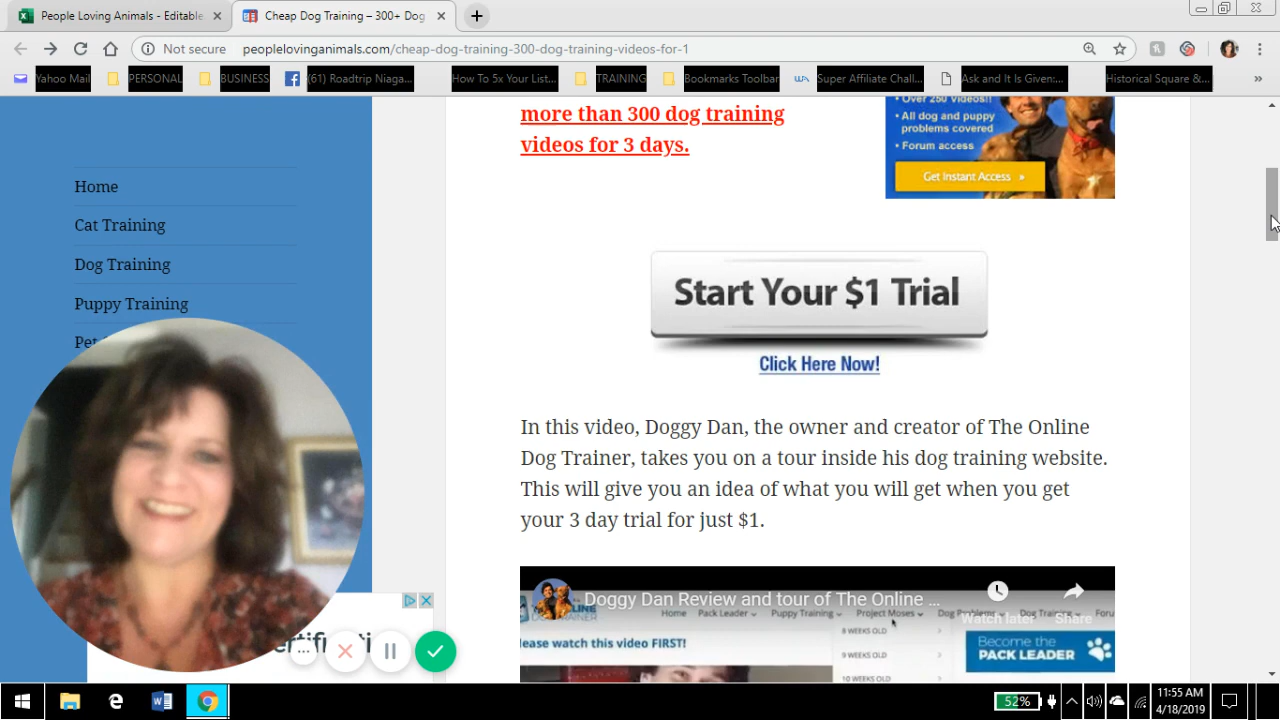 People Loving Animals - Editable
Cheap Dog Training – 300+ Dog
Not secure
peoplelovinganimals.com/cheap-dog-training-300-dog-training-videos-for-1
Yahoo Mail
PERSONAL
BUSINESS
(61) Roadtrip Niaga...
How To 5x Your List...
TRAINING
Bookmarks Toolbar
Super Affiliate Chall...
Ask and It Is Given:...
Historical Square &...
»
Home
Cat Training
Dog Training
Puppy Training
more than 300 dog training
videos for 3 days.
• Over 250 videos!!
• All dog and puppy
problems covered
• Forum access
Get Instant Access
Start Your $1 Trial
Click Here Now!
In this video, Doggy Dan, the owner and creator of The Online
Dog Trainer, takes you on a tour inside his dog training website.
This will give you an idea of what you will get when you get
your 3 day trial for just $1.
Doggy Dan Review and tour of The Online ...
Watch later
Share
Home
Pack Leader
Puppy Training
Project Moses
Dog Problems
Dog Training
8 WEEKS OLD
9 WEEKS OLD
10 WEEKS OLD
lease watch this video FIRST!
Become the
PACK LEADER
52%
11:55 AM
4/18/2019